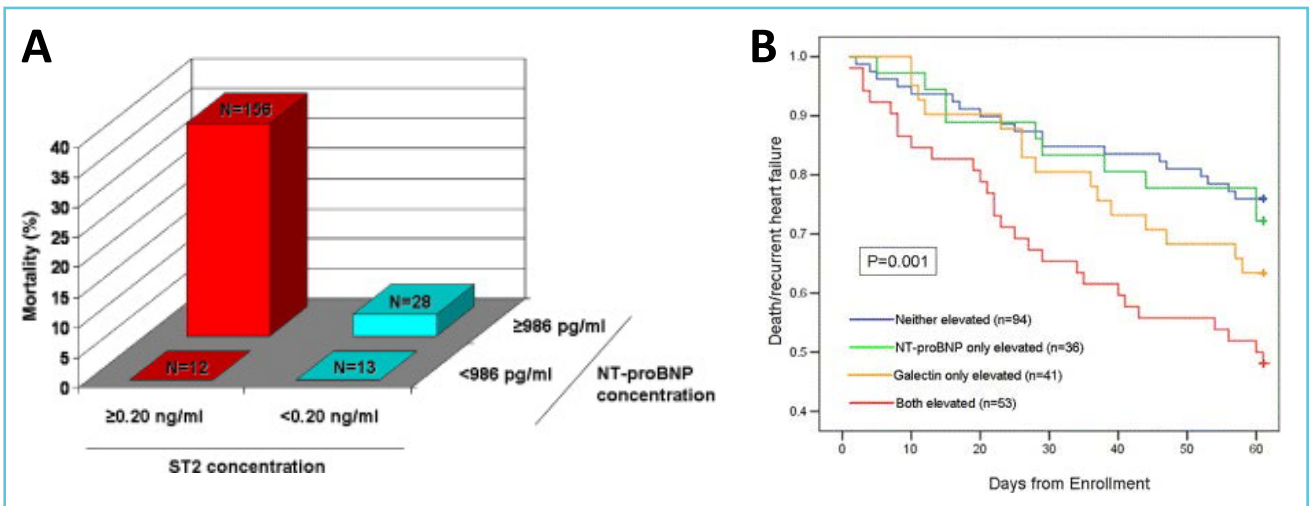 A
N=156
N=28
N=12
N=13
40
35
30
25
20
15
10
5
0
Mortality (%)
≥986 pg/ml
<986 pg/ml
NT-proBNP
concentration
≥0.20 ng/ml
<0.20 ng/ml
ST2 concentration
B
1.0
0.9
0.8
0.7
0.6
0.5
0.4
Death/recurrent heart failure
P=0.001
Neither elevated (n=94)
NT-proBNP only elevated (n=36)
Galectin only elevated (n=41)
Both elevated (n=53)
0 10 20 30 40 50 60
Days from Enrollment